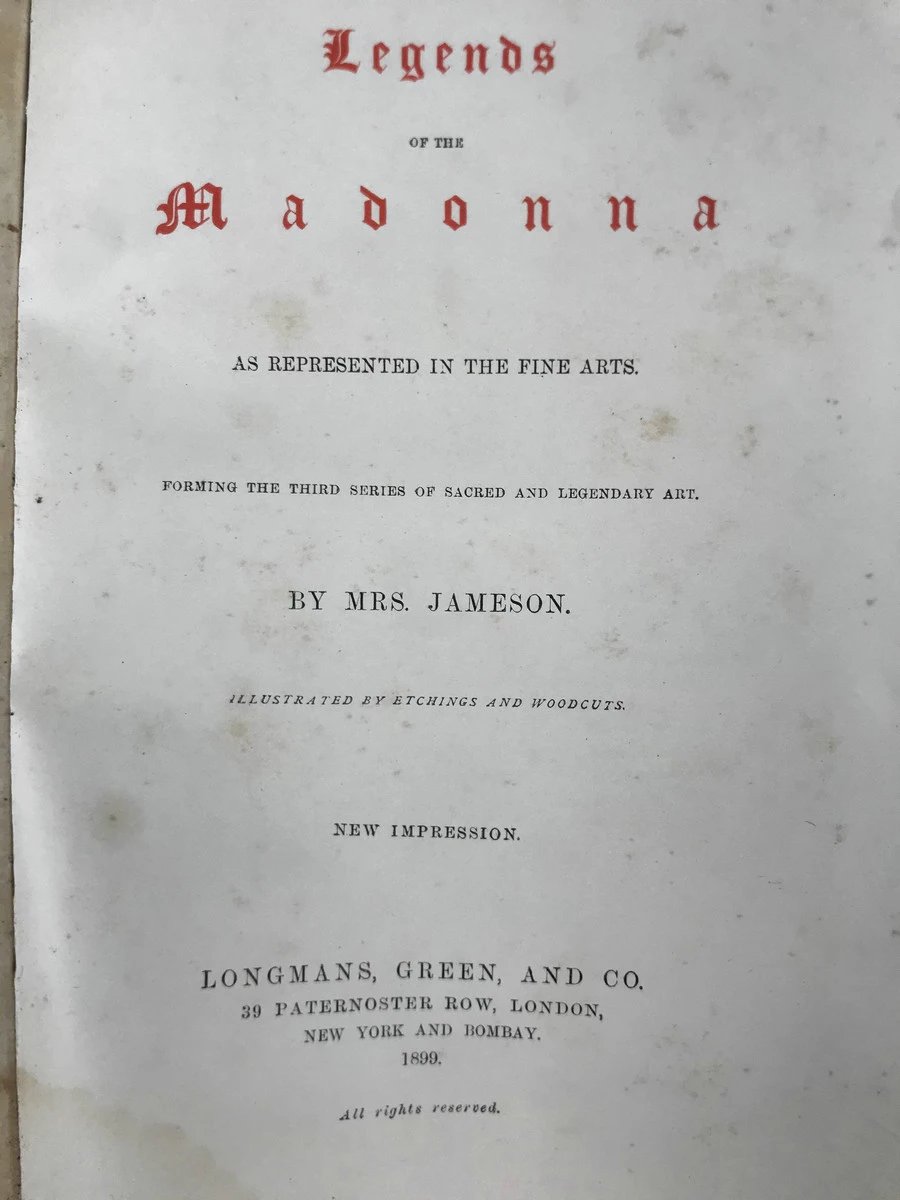 Legends
OF THE
Madonna
AS REPRESENTED IN THE FINE ARTS.
FORMING THE THIRD SERIES OF SACRED AND LEGENDARY ART.
BY MRS. JAMESON.
ILLUSTRATED BY ETCHINGS AND WOODCUTS.
NEW IMPRESSION.
LONGMANS, GREEN, AND CO.
39 PATERNOSTER ROW, LONDON,
NEW YORK AND BOMBAY.
1899.
All rights reserved.